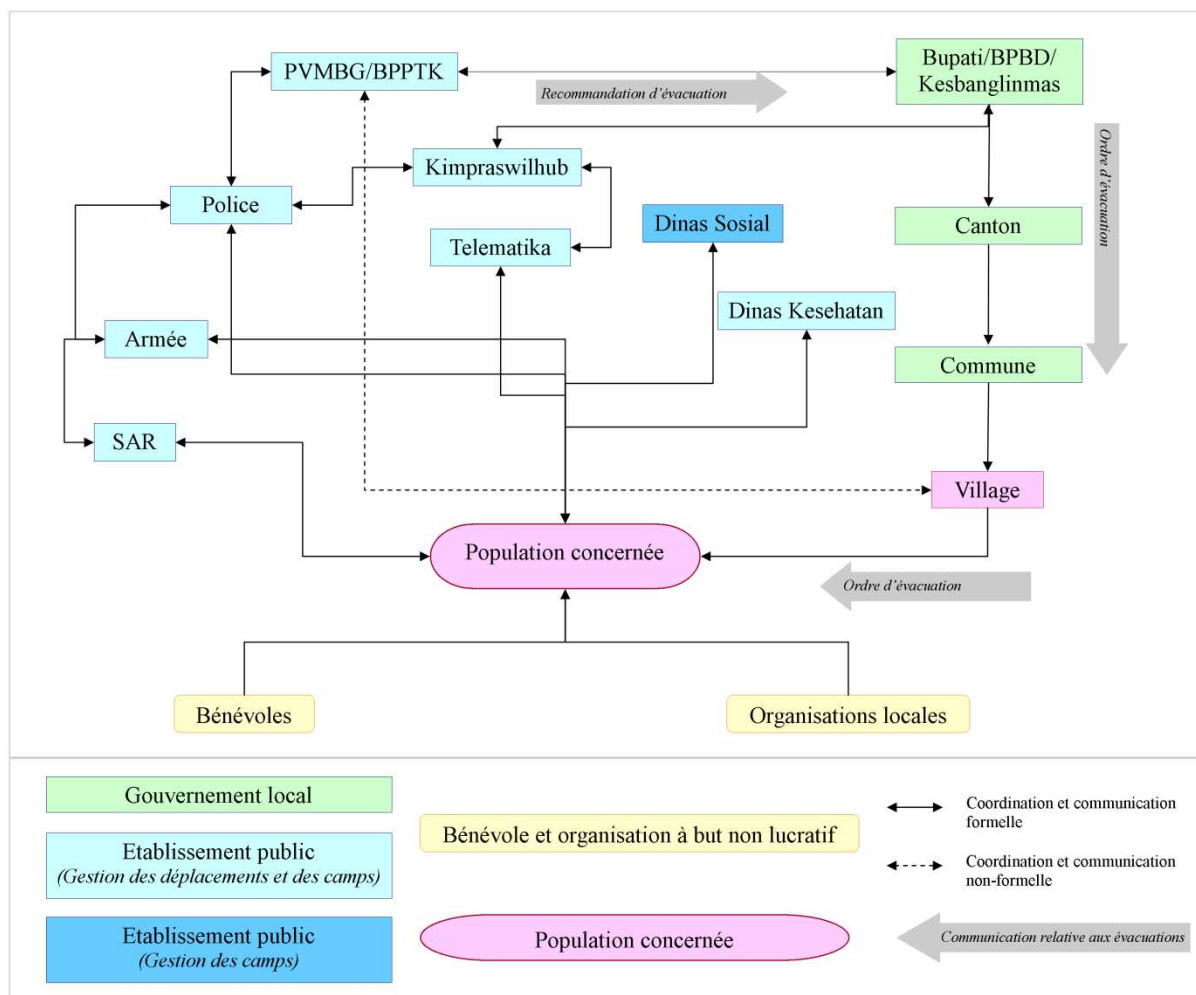 PVMBG/BPPTK
Bupati/BPBD/
Kesbanglinmas
Recommandation d'évacuation
Ordre d'évacuation
Kimpraswilhub
Police
Dinas Sosial
Canton
Telematika
Dinas Kesehatan
Armée
Commune
SAR
Village
Population concernée
Ordre d'évacuation
Bénévoles
Organisations locales
Gouvernement local
Etablissement public
(Gestion des déplacements et des camps)
Etablissement public
(Gestion des camps)
Bénévole et organisation à but non lucratif
Population concernée
Coordination et communication
formelle
Coordination et communication
non-formelle
Communication relative aux évacuations